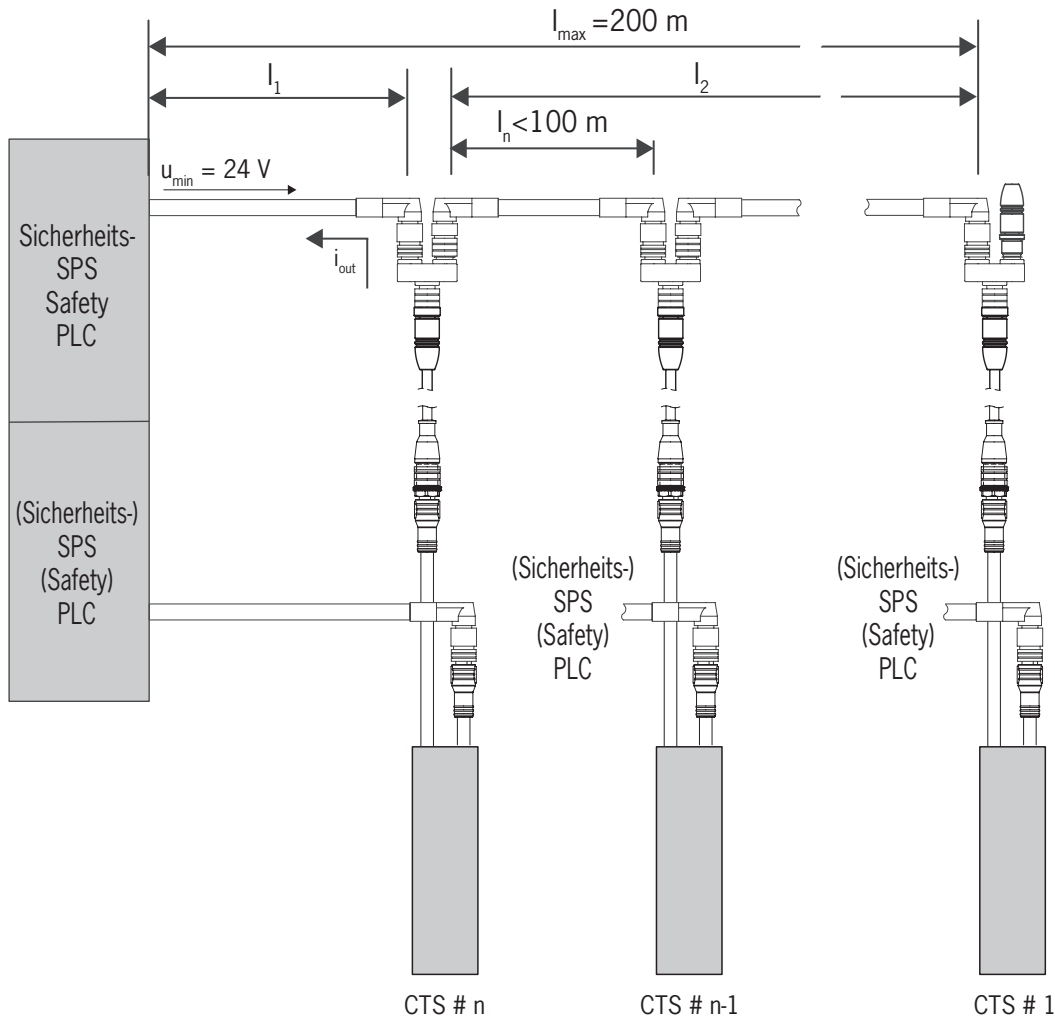 l_max =200 m
l_1
l_2
l_n<100 m
u_min = 24 V
i_out
Sicherheits-
SPS
Safety
PLC
(Sicherheits-)
SPS
(Safety)
PLC
(Sicherheits-)
SPS
(Safety)
PLC
(Sicherheits-)
SPS
(Safety)
PLC
CTS # n
CTS # n-1
CTS # 1